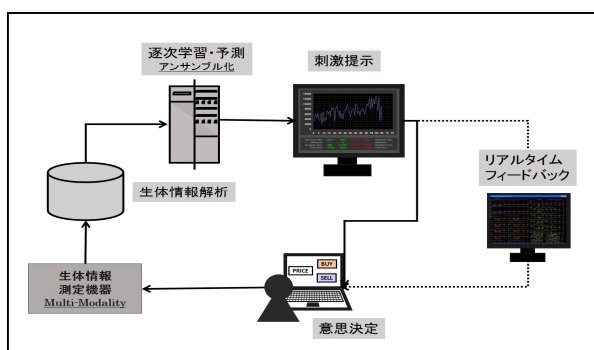 逐次学習・予測
アンサンブル化
刺激提示
リアルタイム
フィードバック
生体情報解析
生体情報
測定機器
Multi-Modality
PRICE
BUY
SELL
意思決定